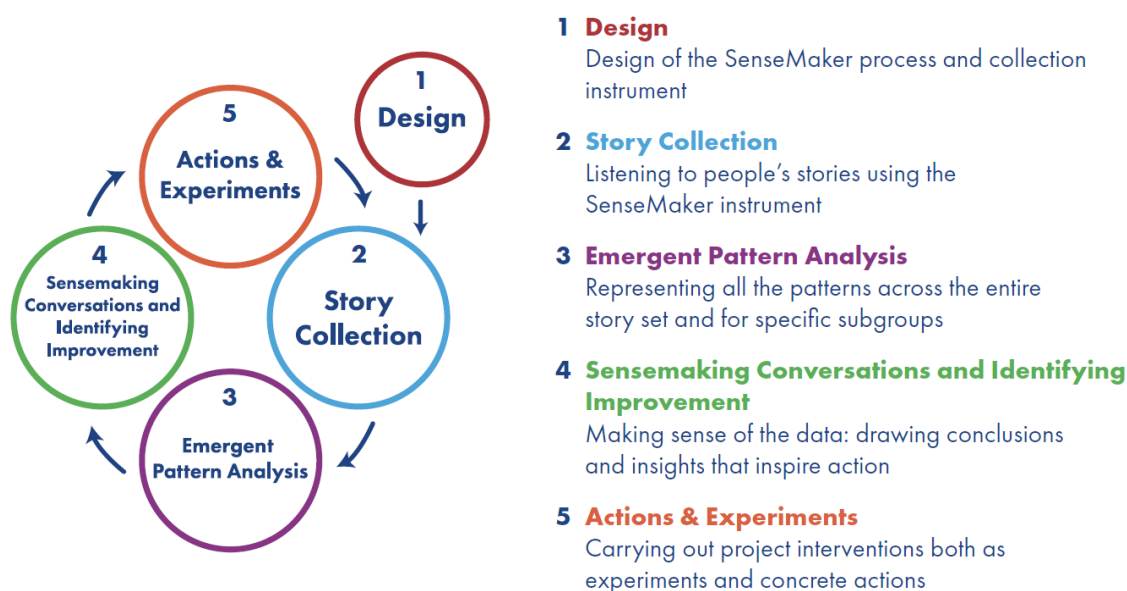 1
Design
5
Actions &
Experiments
4
Sensemaking
Conversations and
Identifying
Improvement
2
Story
Collection
3
Emergent
Pattern Analysis
1 Design
Design of the SenseMaker process and collection
instrument
2 Story Collection
Listening to people’s stories using the
SenseMaker instrument
3 Emergent Pattern Analysis
Representing all the patterns across the entire
story set and for specific subgroups
4 Sensemaking Conversations and Identifying
Improvement
Making sense of the data: drawing conclusions
and insights that inspire action
5 Actions & Experiments
Carrying out project interventions both as
experiments and concrete actions